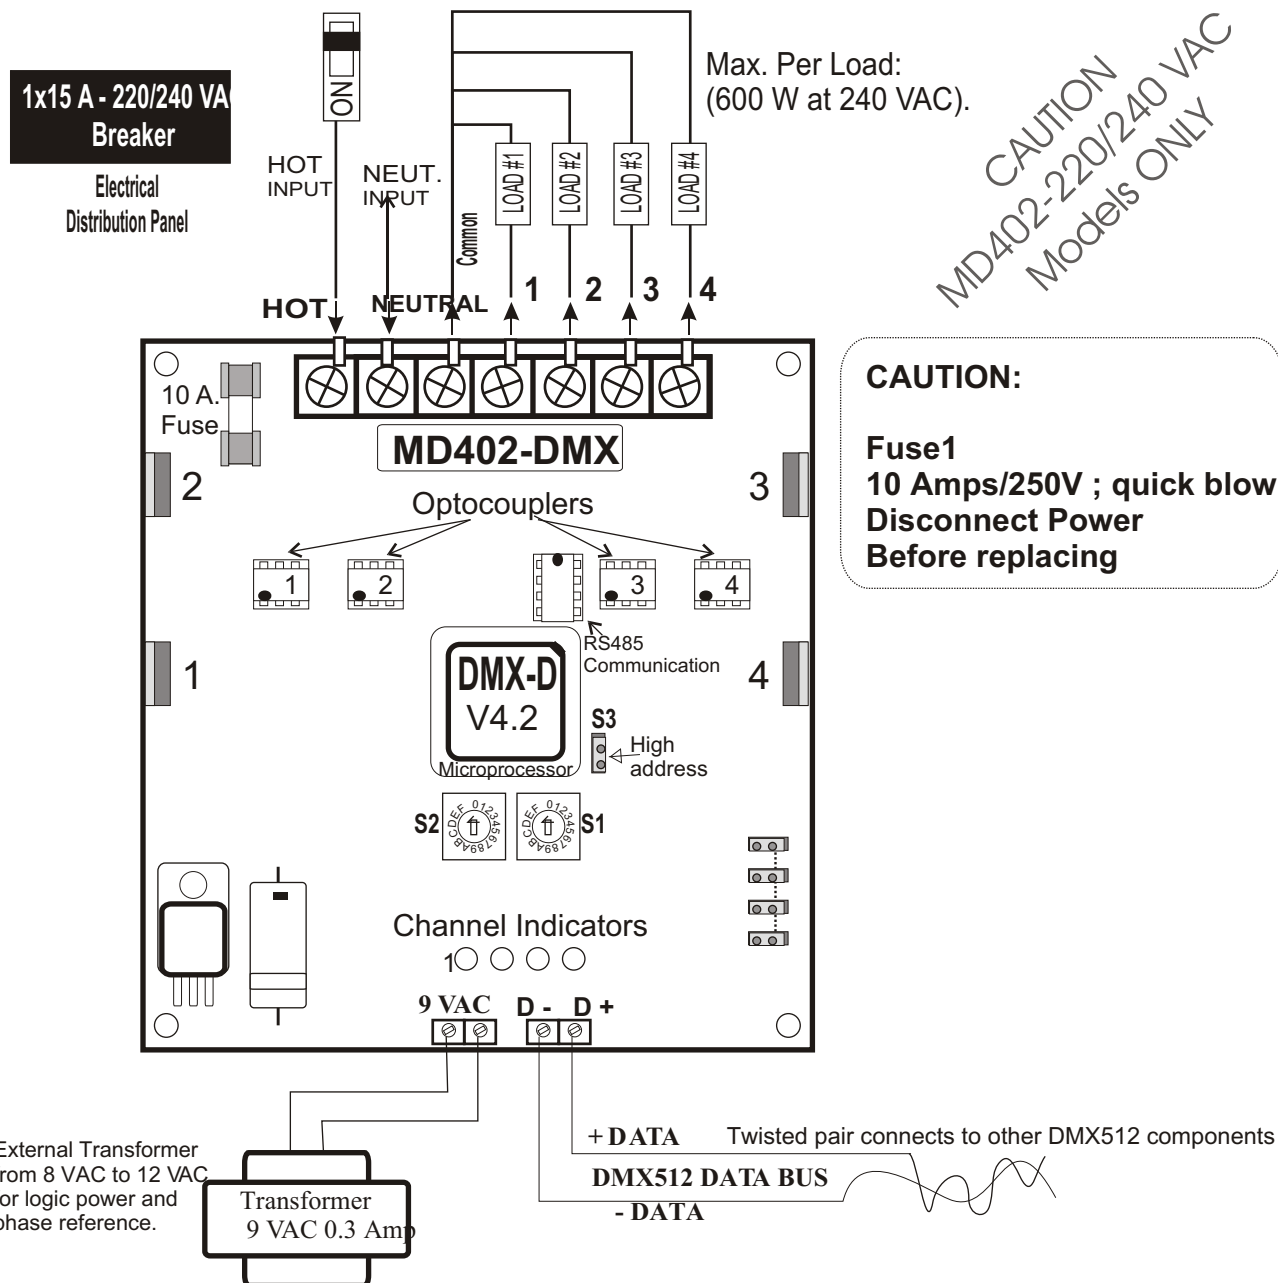 1x15 A - 220/240 VA
Breaker
Electrical
Distribution Panel
ON
HOT
INPUT
NEUT.
INPUT
Common
LOAD #1
LOAD #2
LOAD #3
LOAD #4
Max. Per Load:
(600 W at 240 VAC).
CAUTION
MD402-220/240 VAC
Models ONLY
HOT
NEUTRAL
1
2
3
4
10 A.
Fuse
MD402-DMX
CAUTION:
Fuse1
10 Amps/250V ; quick blow
Disconnect Power
Before replacing
2
3
Optocouplers
1
2
3
4
RS485
Communication
1
4
DMX-D
V4.2
Microprocessor
S3
High
address
S2
0123456789ABCDEF
0123456789ABCDEF
S1
Channel Indicators
1
9 VAC
D -
D +
External Transformer
from 8 VAC to 12 VAC
for logic power and
phase reference.
Transformer
9 VAC 0.3 Amp
+ DATA
Twisted pair connects to other DMX512 components
DMX512 DATA BUS
- DATA